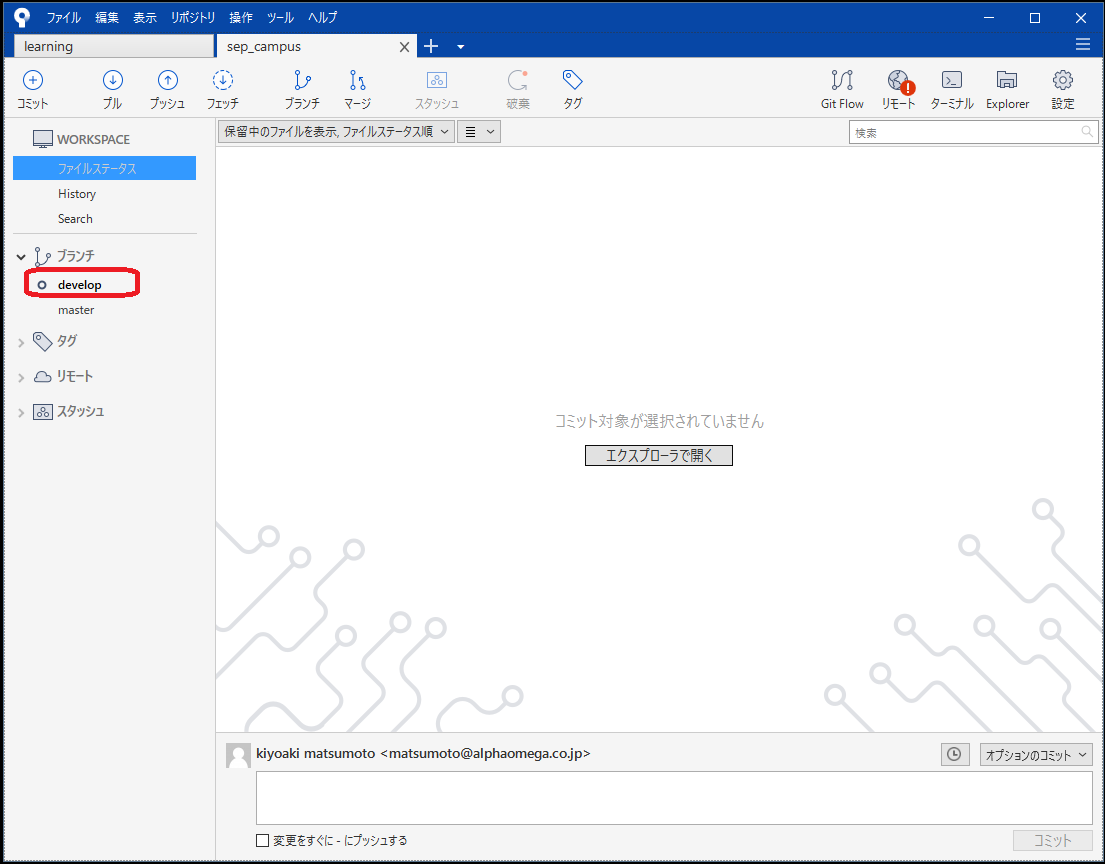 ファイル 編集 表示 リポジトリ 操作 ツール ヘルプ
learning sep_campus
コミット プル プッシュ フェッチ ブランチ マージ スタッシュ 破棄 タグ Git Flow リモート ターミナル Explorer 設定
WORKSPACE
ファイルステータス
History
Search
ブランチ
develop
master
タグ
リモート
スタッシュ
保留中のファイルを表示, ファイルステータス順
検索
コミット対象が選択されていません
エクスプローラで開く
kiyoaki matsumoto <matsumoto@alphaomega.co.jp>
オプションのコミット
変更をすぐに - にプッシュする
コミット